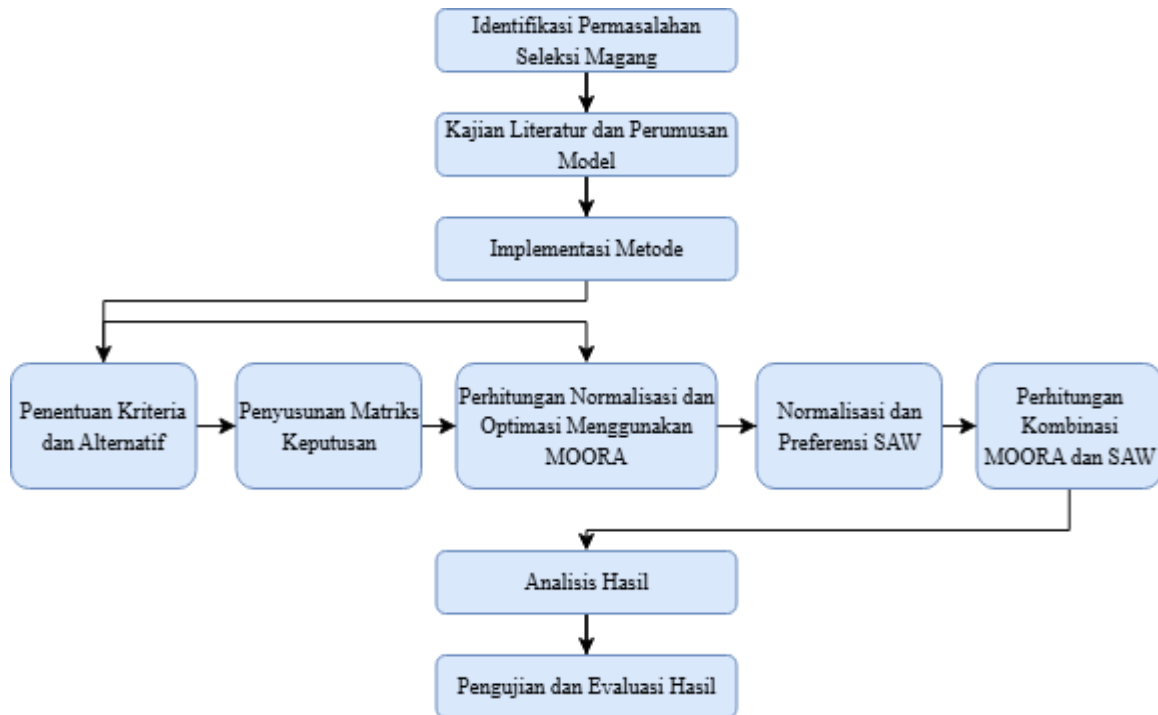 Identifikasi Permasalahan
Seleksi Magang
Kajian Literatur dan Perumusan
Model
Implementasi Metode
Penentuan Kriteria
dan Alternatif
Penyusunan Matriks
Keputusan
Perhitungan Normalisasi dan
Optimasi Menggunakan
MOORA
Normalisasi dan
Preferensi SAW
Perhitungan
Kombinasi
MOORA dan SAW
Analisis Hasil
Pengujian dan Evaluasi Hasil